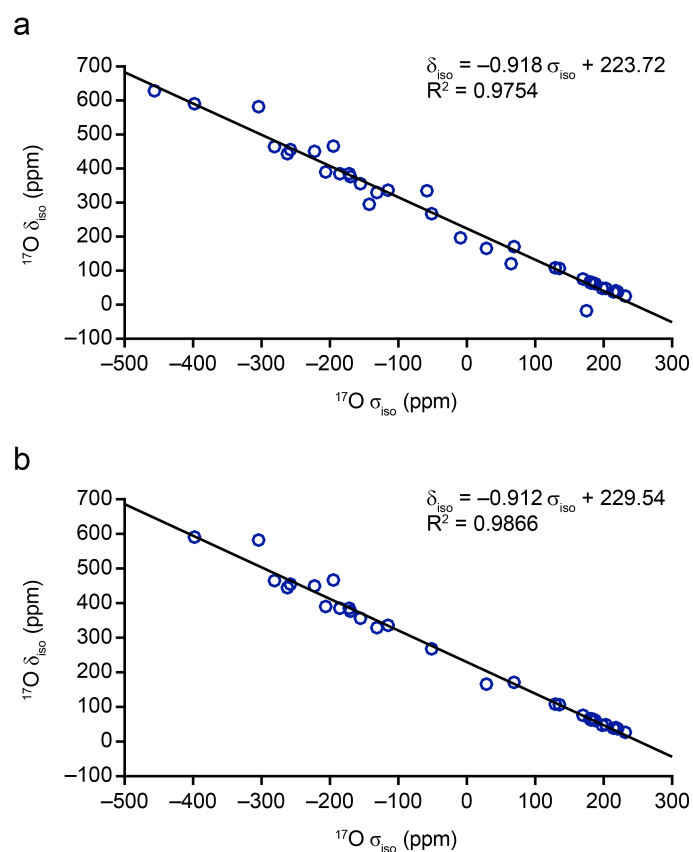 a
δiso = –0.918 σiso + 223.72
R² = 0.9754
700
600
500
400
300
200
100
0
–100
¹⁷O δiso (ppm)
–500 –400 –300 –200 –100 0 100 200 300
¹⁷O σiso (ppm)
b
δiso = –0.912 σiso + 229.54
R² = 0.9866
700
600
500
400
300
200
100
0
–100
¹⁷O δiso (ppm)
–500 –400 –300 –200 –100 0 100 200 300
¹⁷O σiso (ppm)